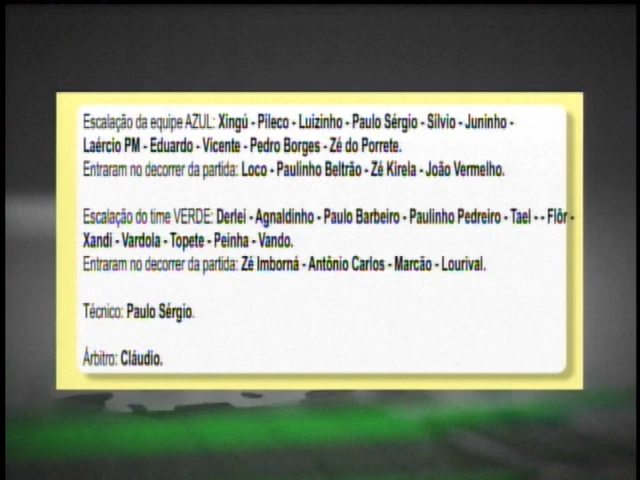 Escalação da equipe AZUL: Xingú - Pileco - Luizinho - Paulo Sérgio - Sílvio - Juninho -
Laércio PM - Eduardo - Vicente - Pedro Borges - Zé do Porrete.
Entraram no decorrer da partida: Loco - Paulinho Beltrão - Zé Kirela - João Vermelho.
Escalação do time VERDE: Derlei - Agnaldinho - Paulo Barbeiro - Paulinho Pedreiro - Tael - - Flôr -
Xandi - Vardola - Topete - Peinha - Vando.
Entraram no decorrer da partida: Zé Imborná - Antônio Carlos - Marcão - Lourival.
Técnico: Paulo Sérgio.
Árbitro: Cláudio.